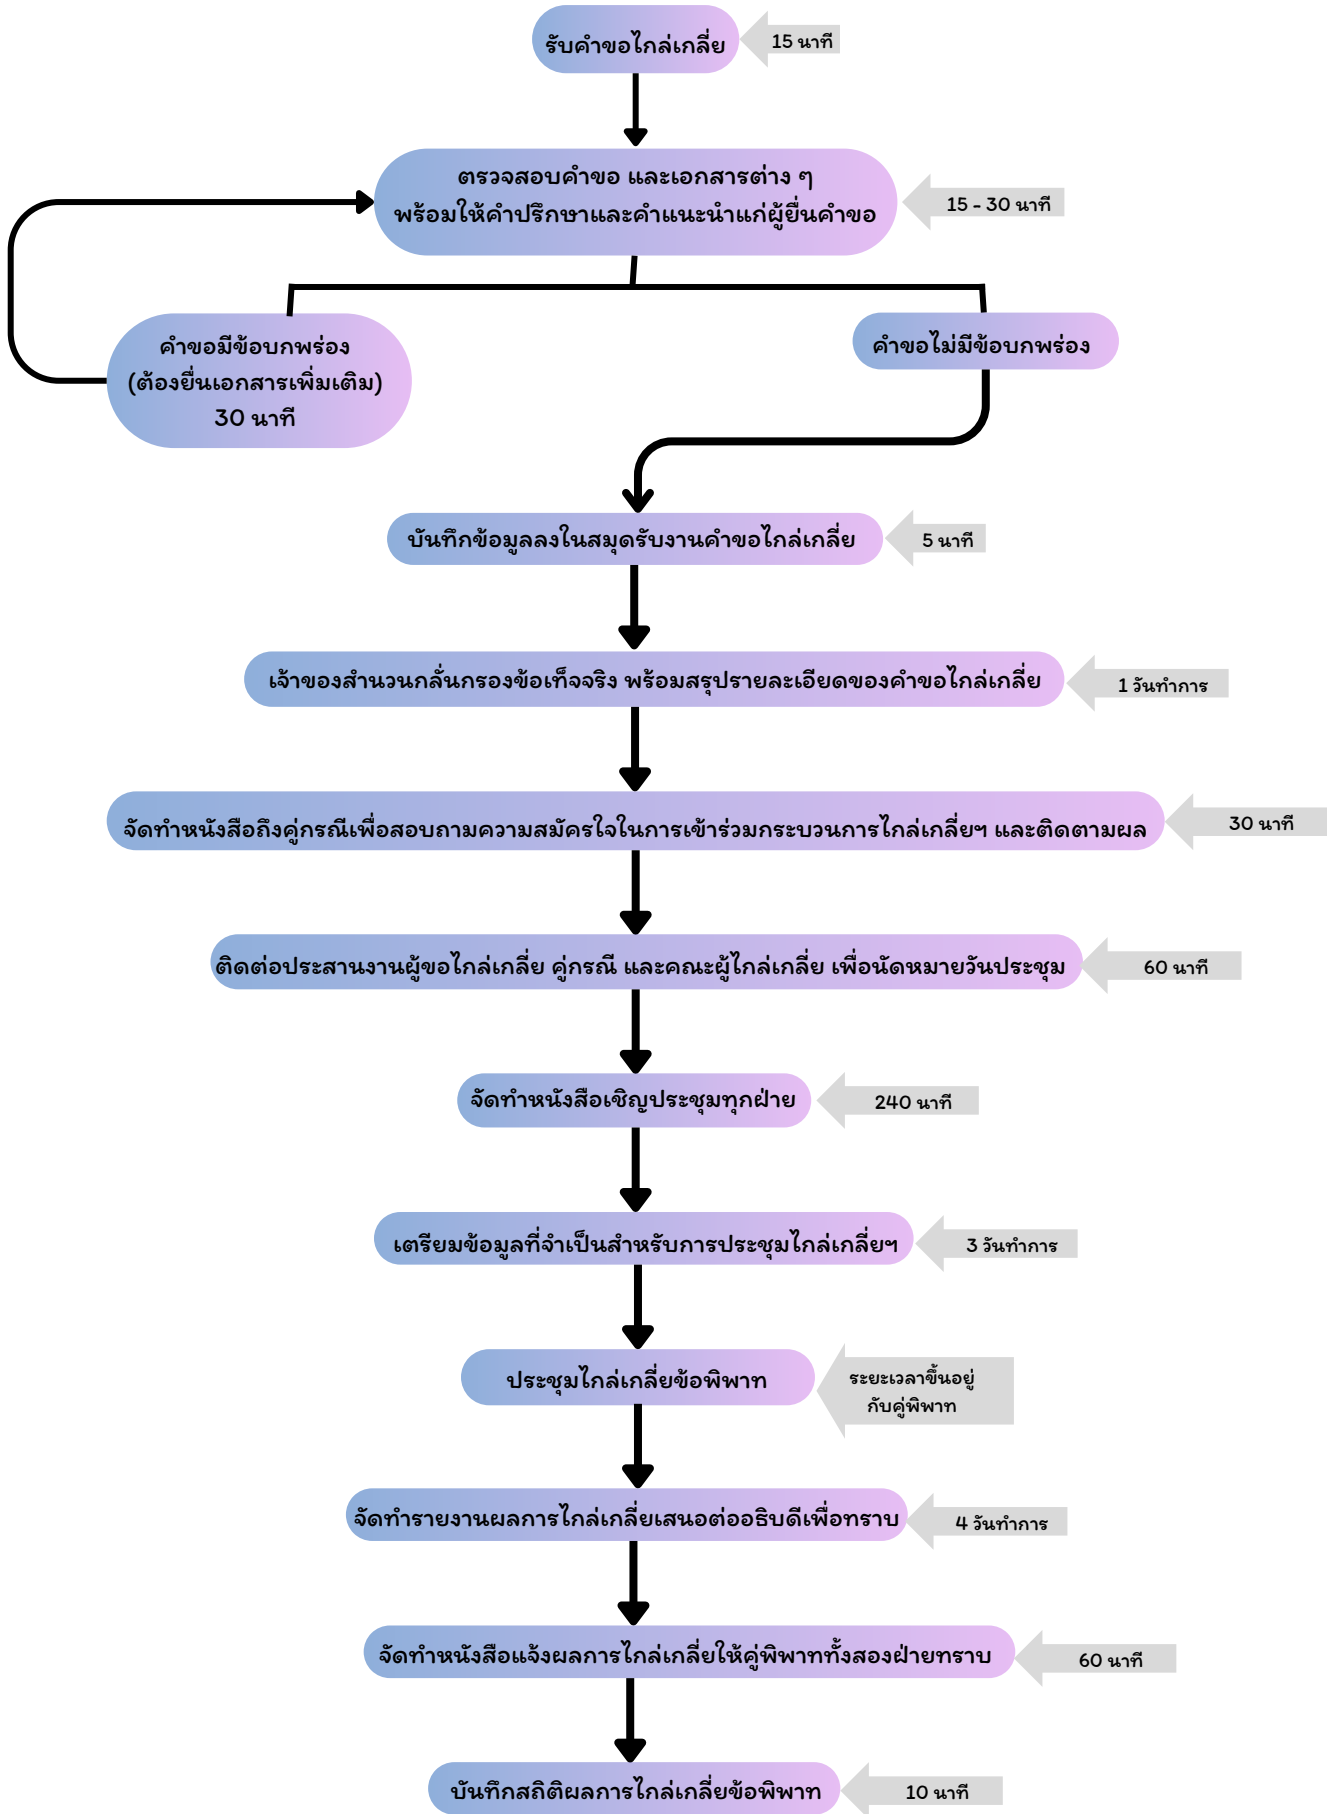 รับคำขอไกล่เกลี่ย
15 นาที
ตรวจสอบคำขอ และเอกสารต่าง ๆ
พร้อมให้คำปรึกษาและคำแนะนำแก่ผู้ยื่นคำขอ
15 - 30 นาที
คำขอมีข้อบกพร่อง
(ต้องยื่นเอกสารเพิ่มเติม)
30 นาที
คำขอไม่มีข้อบกพร่อง
บันทึกข้อมูลลงในสมุดรับงานคำขอไกล่เกลี่ย
5 นาที
เจ้าของสำนวนกลั่นกรองข้อเท็จจริง พร้อมสรุปรายละเอียดของคำขอไกล่เกลี่ย
1 วันทำการ
จัดทำหนังสือถึงคู่กรณีเพื่อสอบถามความสมัครใจในการเข้าร่วมกระบวนการไกล่เกลี่ยฯ และติดตามผล
30 นาที
ติดต่อประสานงานผู้ขอไกล่เกลี่ย คู่กรณี และคณะผู้ไกล่เกลี่ย เพื่อนัดหมายวันประชุม
60 นาที
จัดทำหนังสือเชิญประชุมทุกฝ่าย
240 นาที
เตรียมข้อมูลที่จำเป็นสำหรับการประชุมไกล่เกลี่ยฯ
3 วันทำการ
ประชุมไกล่เกลี่ยข้อพิพาท
ระยะเวลาขึ้นอยู่
กับคู่พิพาท
จัดทำรายงานผลการไกล่เกลี่ยเสนอต่ออธิบดีเพื่อทราบ
4 วันทำการ
จัดทำหนังสือแจ้งผลการไกล่เกลี่ยให้คู่พิพาททั้งสองฝ่ายทราบ
60 นาที
บันทึกสถิติผลการไกล่เกลี่ยข้อพิพาท
10 นาที